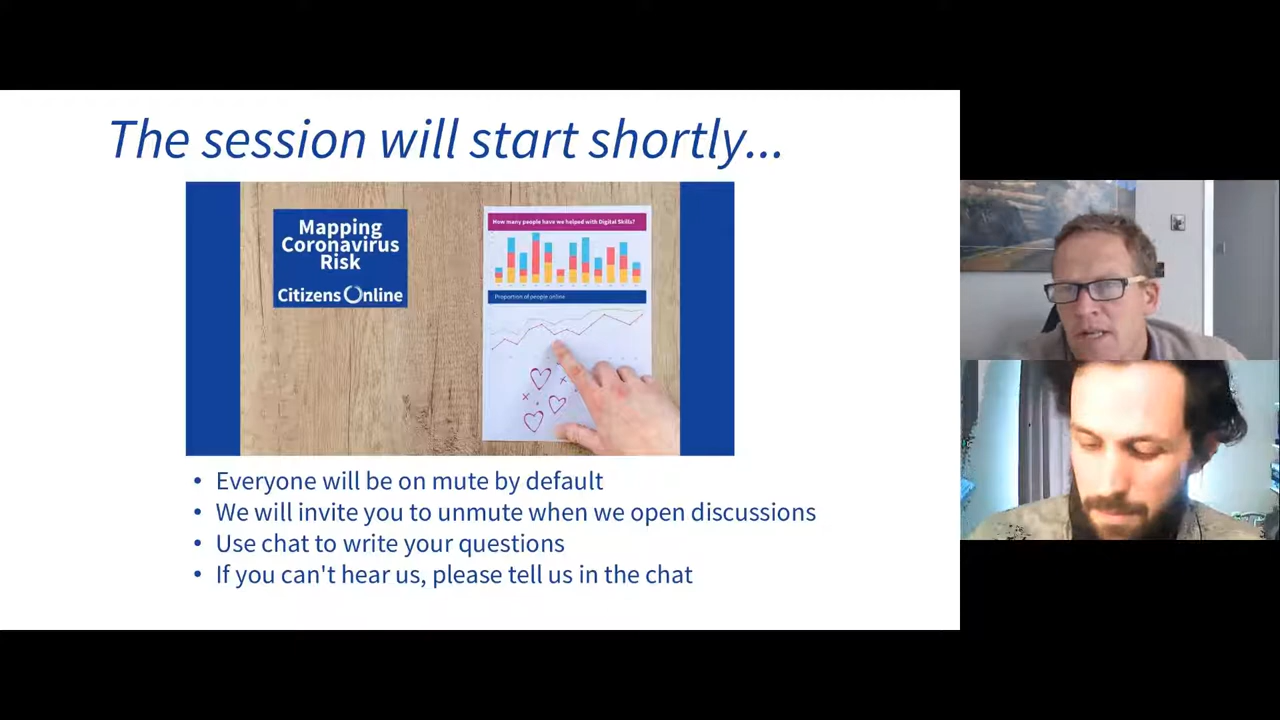 The session will start shortly...
Mapping
Coronavirus
Risk
Citizens Online
How many people have we helped with Digital Skills?
Proportion of people online
• Everyone will be on mute by default
• We will invite you to unmute when we open discussions
• Use chat to write your questions
• If you can't hear us, please tell us in the chat